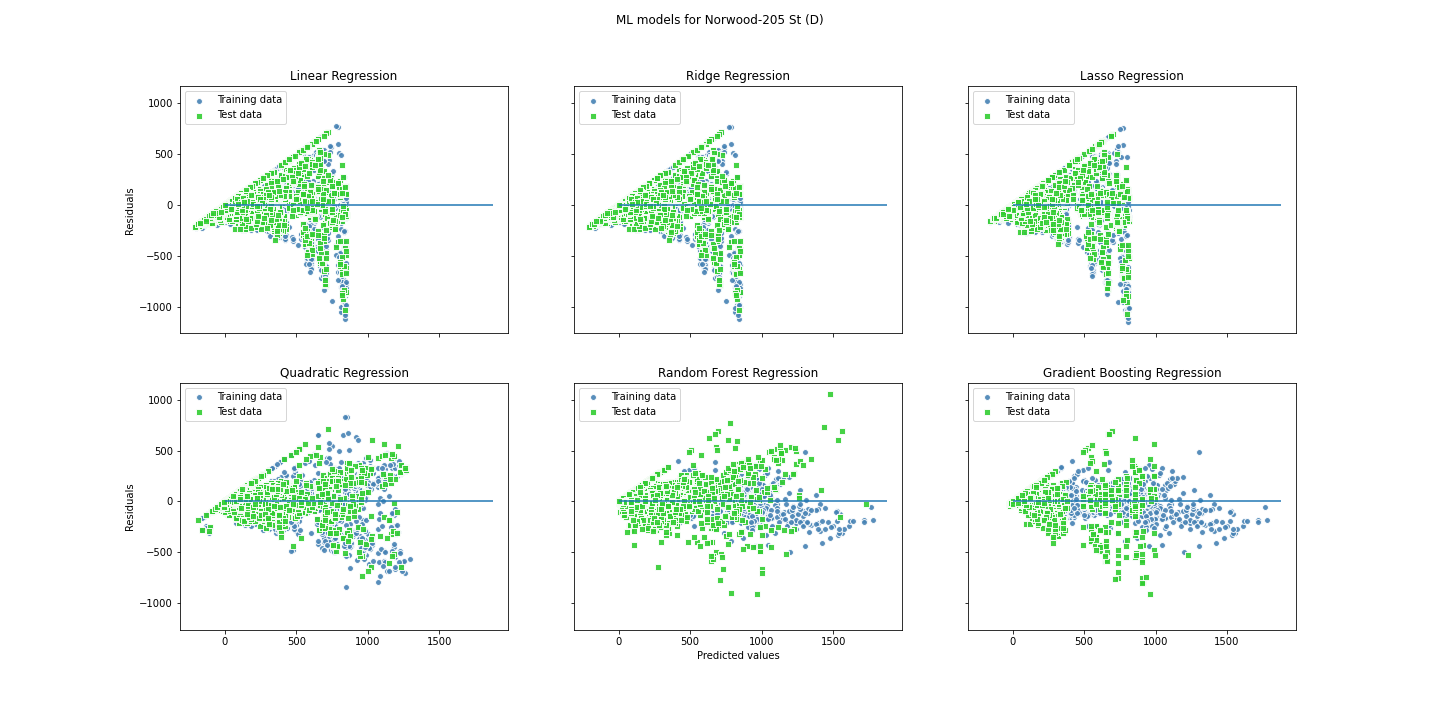 ML models for Norwood-205 St (D)
Linear Regression
Training data
Test data
1000
500
0
−500
−1000
Residuals
Ridge Regression
Training data
Test data
Lasso Regression
Training data
Test data
Quadratic Regression
Training data
Test data
1000
500
0
−500
−1000
Residuals
0 500 1000 1500
Random Forest Regression
Training data
Test data
0 500 1000 1500
Predicted values
Gradient Boosting Regression
Training data
Test data
0 500 1000 1500